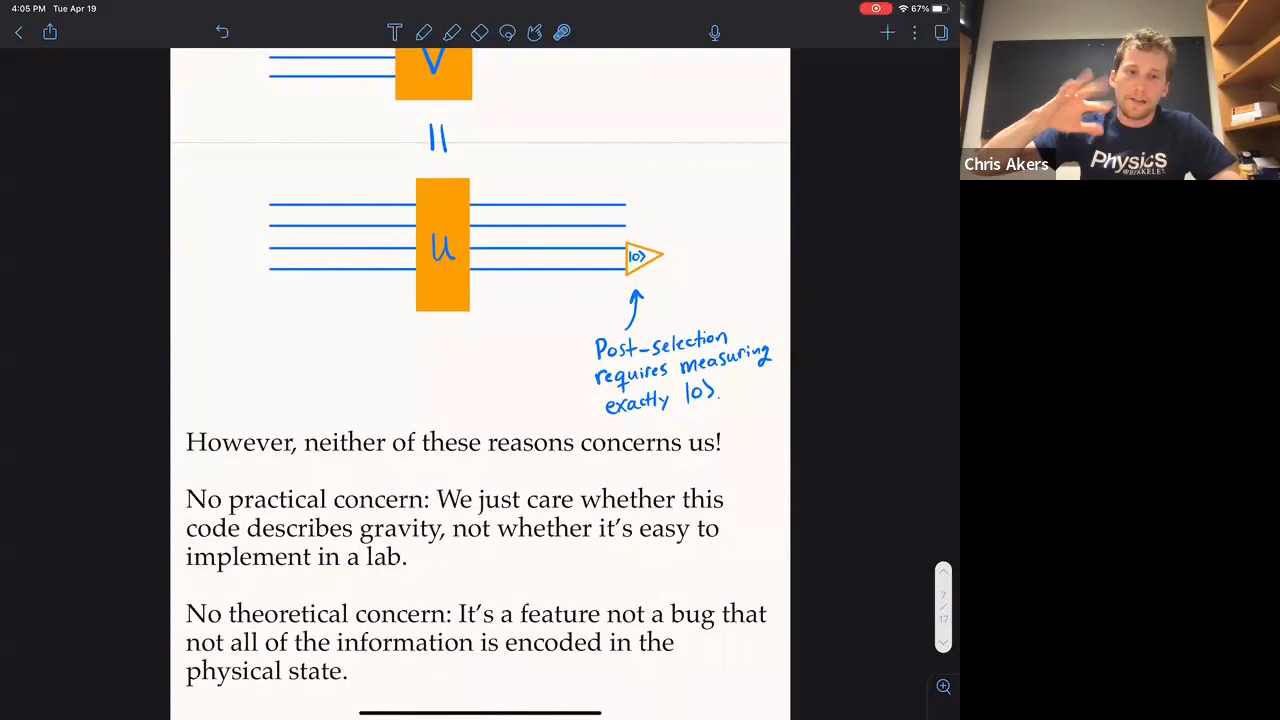 4:05 PM Tue Apr 19
67%
T
V
||
U
|0⟩
Post-selection
requires measuring
exactly |0⟩.
However, neither of these reasons concerns us!
No practical concern: We just care whether this
code describes gravity, not whether it's easy to
implement in a lab.
No theoretical concern: It's a feature not a bug that
not all of the information is encoded in the
physical state.
7
/
17
Physics
@BERKELEY
Chris Akers